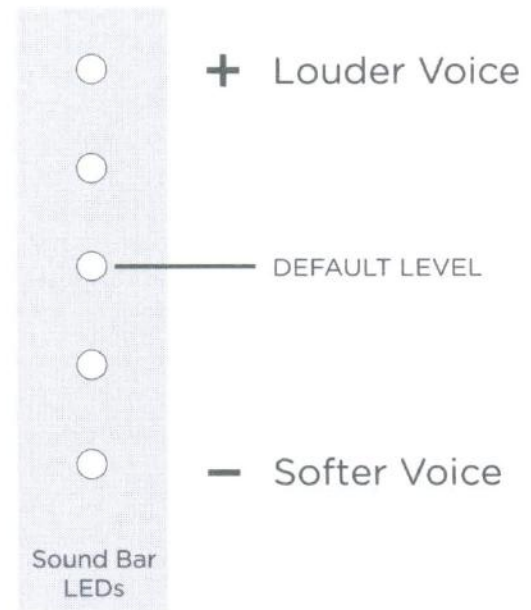 + Louder Voice
DEFAULT LEVEL
– Softer Voice
Sound Bar
LEDs